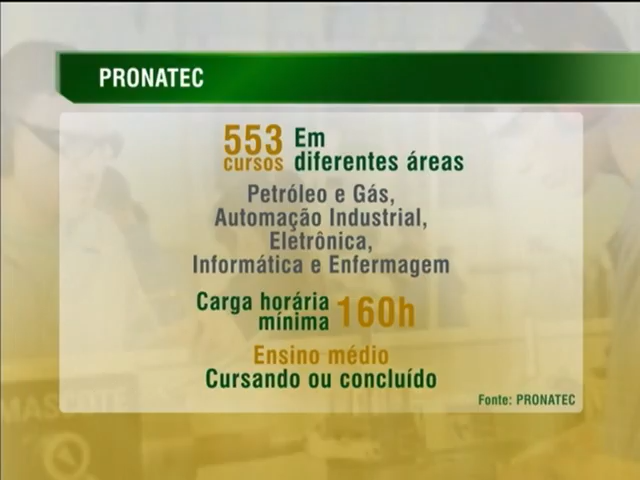 PRONATEC
553 Em
cursos diferentes áreas
Petróleo e Gás,
Automação Industrial,
Eletrônica,
Informática e Enfermagem
Carga horária
mínima 160h
Ensino médio
Cursando ou concluído
Fonte: PRONATEC
MASCOTE